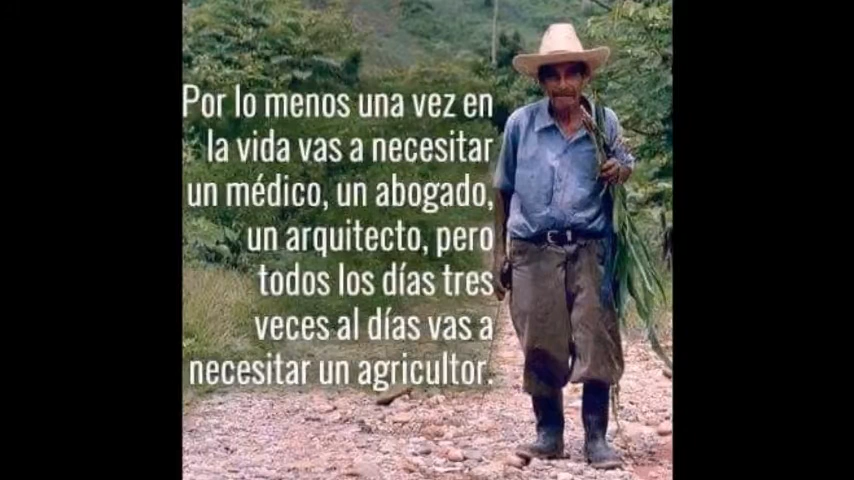 Por lo menos una vez en
la vida vas a necesitar
un médico, un abogado,
un arquitecto, pero
todos los días tres
veces al días vas a
necesitar un agricultor.